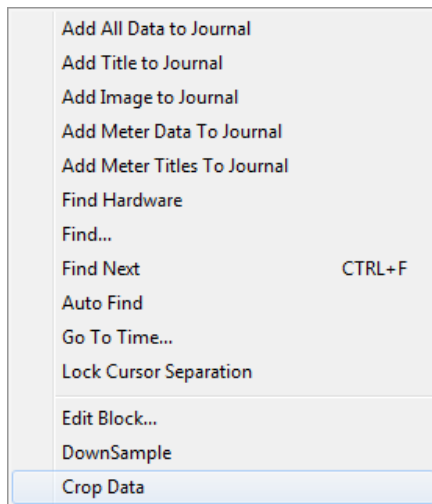 Add All Data to Journal
Add Title to Journal
Add Image to Journal
Add Meter Data To Journal
Add Meter Titles To Journal
Find Hardware
Find...
Find Next CTRL+F
Auto Find
Go To Time...
Lock Cursor Separation
Edit Block...
DownSample
Crop Data